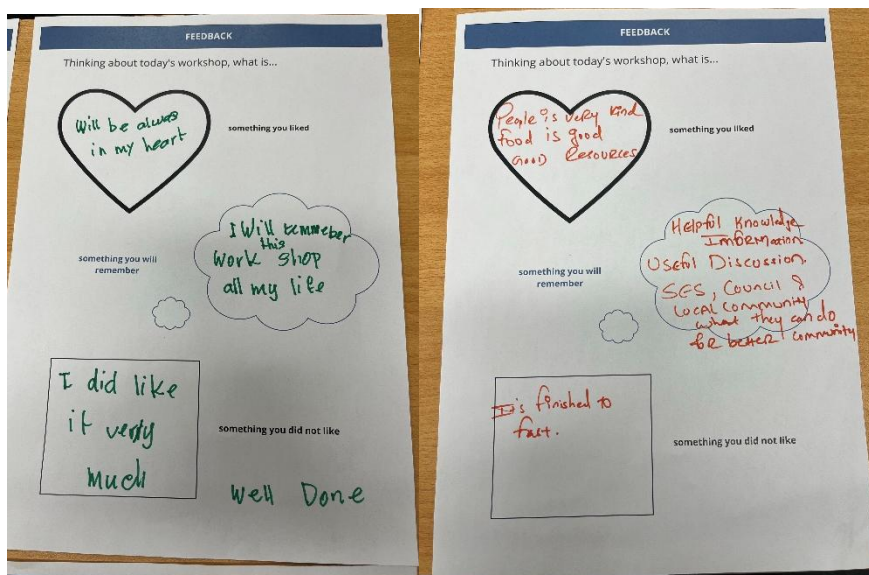 FEEDBACK
Thinking about today's workshop, what is...
Will be always
in my heart
something you liked
I Will remmeber
this
work shop
all my life
something you will
remember
I did like
it verly
much
something you did not like
Well Done
FEEDBACK
Thinking about today's workshop, what is...
People is very kind
food is good
GOOD Resources
something you liked
Helpful Knowledge
Information
Useful Discussion.
SES, Council &
Local community
what they can do
for better community
something you will
remember
It's finished to
fast.
something you did not like